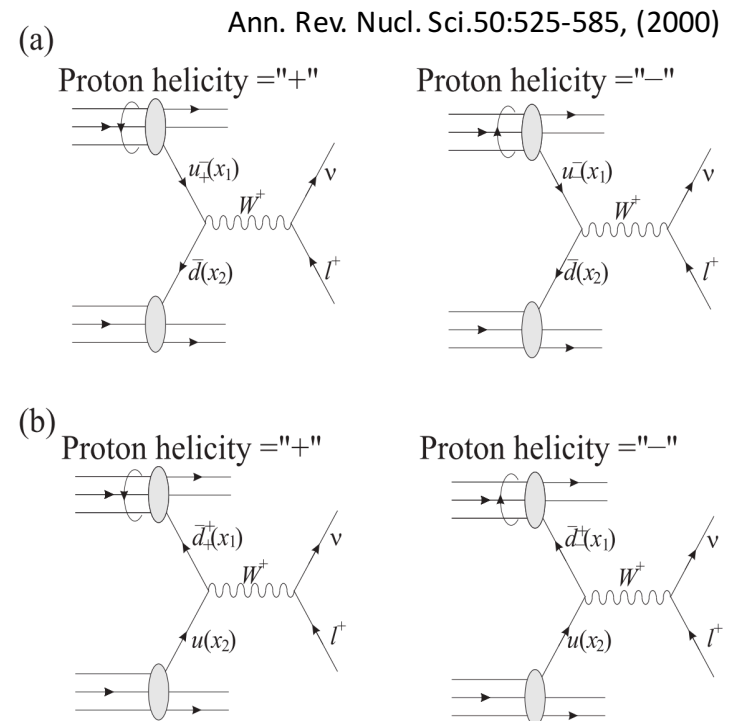 Ann. Rev. Nucl. Sci.50:525-585, (2000)
(a)
Proton helicity ="+"
Proton helicity ="–"
u₊⁻(x₁)
W⁺
ν
d̄(x₂)
l⁺
u₋⁻(x₁)
W⁺
ν
d̄(x₂)
l⁺
(b)
Proton helicity ="+"
Proton helicity ="–"
d̄₊⁺(x₁)
W⁺
ν
u(x₂)
l⁺
d̄₋⁺(x₁)
W⁺
ν
u(x₂)
l⁺